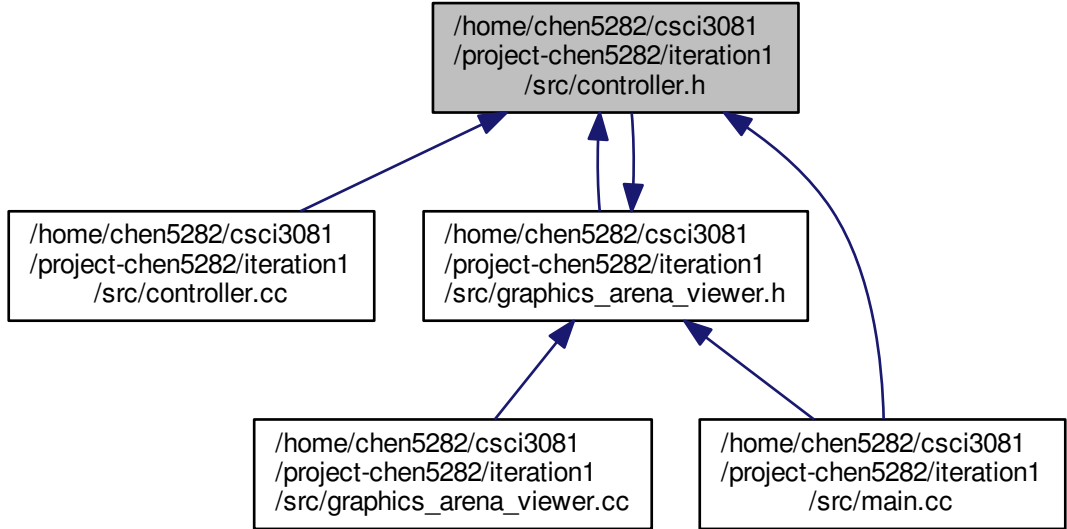 /home/chen5282/csci3081
/project-chen5282/iteration1
/src/controller.h
/home/chen5282/csci3081
/project-chen5282/iteration1
/src/controller.cc
/home/chen5282/csci3081
/project-chen5282/iteration1
/src/graphics_arena_viewer.h
/home/chen5282/csci3081
/project-chen5282/iteration1
/src/graphics_arena_viewer.cc
/home/chen5282/csci3081
/project-chen5282/iteration1
/src/main.cc